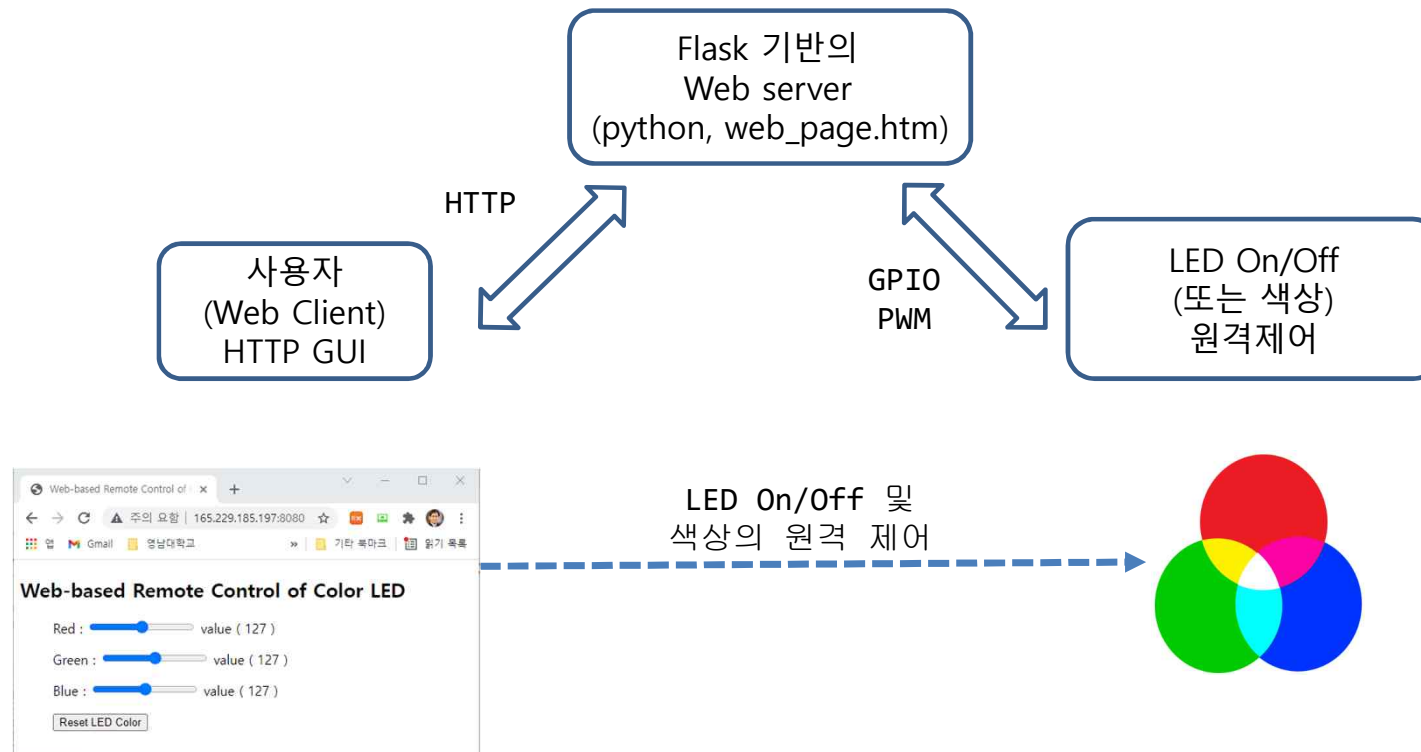 Flask 기반의
Web server
(python, web_page.htm)
HTTP
사용자
(Web Client)
HTTP GUI
GPIO
PWM
LED On/Off
(또는 색상)
원격제어
Web-based Remote Control of
주의 요함 | 165.229.185.197:8080
앱 Gmail 영남대학교 » 기타 북마크 읽기 목록
Web-based Remote Control of Color LED
Red : value ( 127 )
Green : value ( 127 )
Blue : value ( 127 )
Reset LED Color
LED On/Off 및
색상의 원격 제어